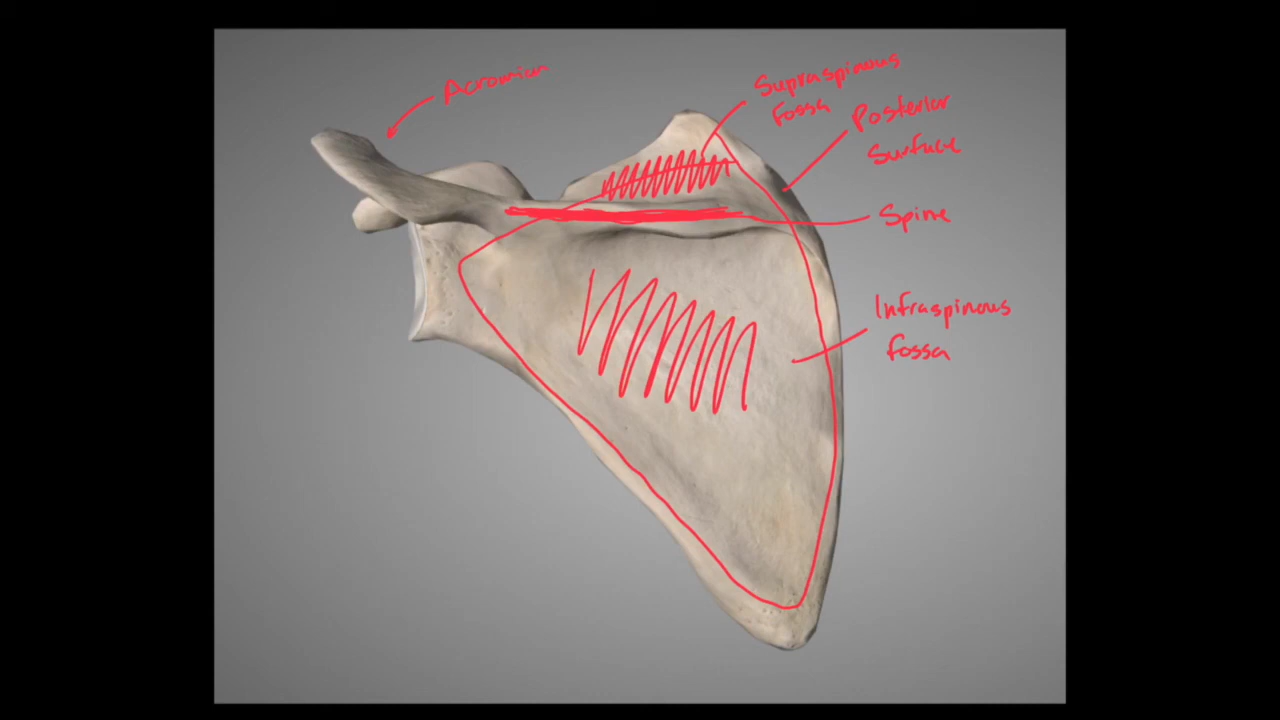 Acromion
Supraspinous
fossa
Posterior
Surface
Spine
Infraspinous
fossa